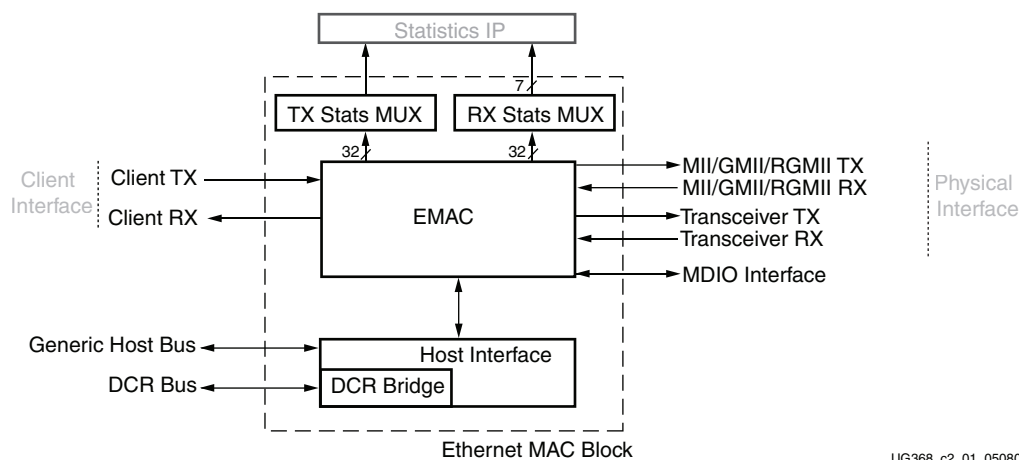 Statistics IP
7
TX Stats MUX
RX Stats MUX
32
32
Client Interface
Client TX
Client RX
EMAC
MII/GMII/RGMII TX
MII/GMII/RGMII RX
Transceiver TX
Transceiver RX
MDIO Interface
Physical Interface
Generic Host Bus
DCR Bus
Host Interface
DCR Bridge
Ethernet MAC Block